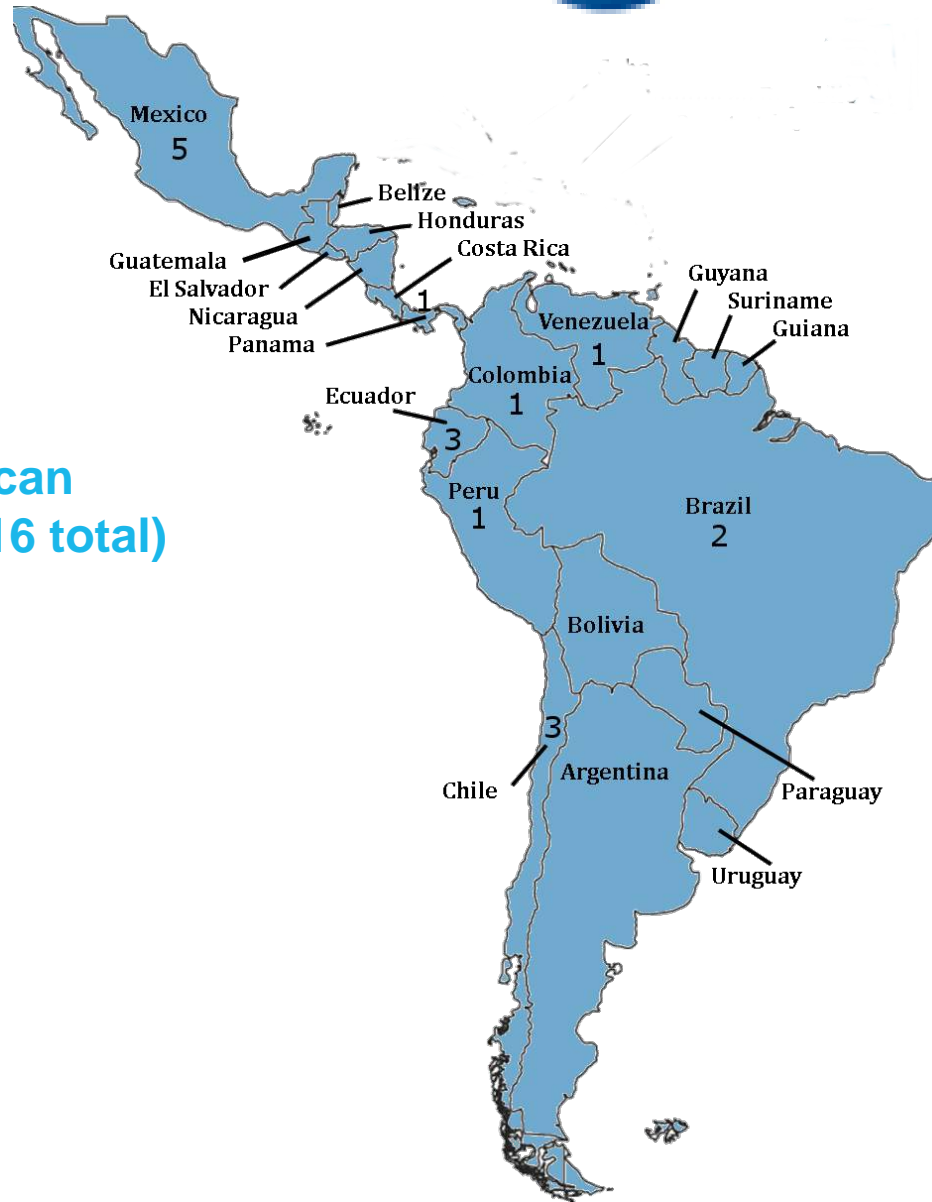 Mexico
5
Belize
Honduras
Costa Rica
Guatemala
El Salvador
Nicaragua
Panama
1
Guyana
Suriname
Guiana
Venezuela
1
Colombia
1
Ecuador
3
can
16 total)
Peru
1
Brazil
2
Bolivia
3
Chile
Argentina
Paraguay
Uruguay